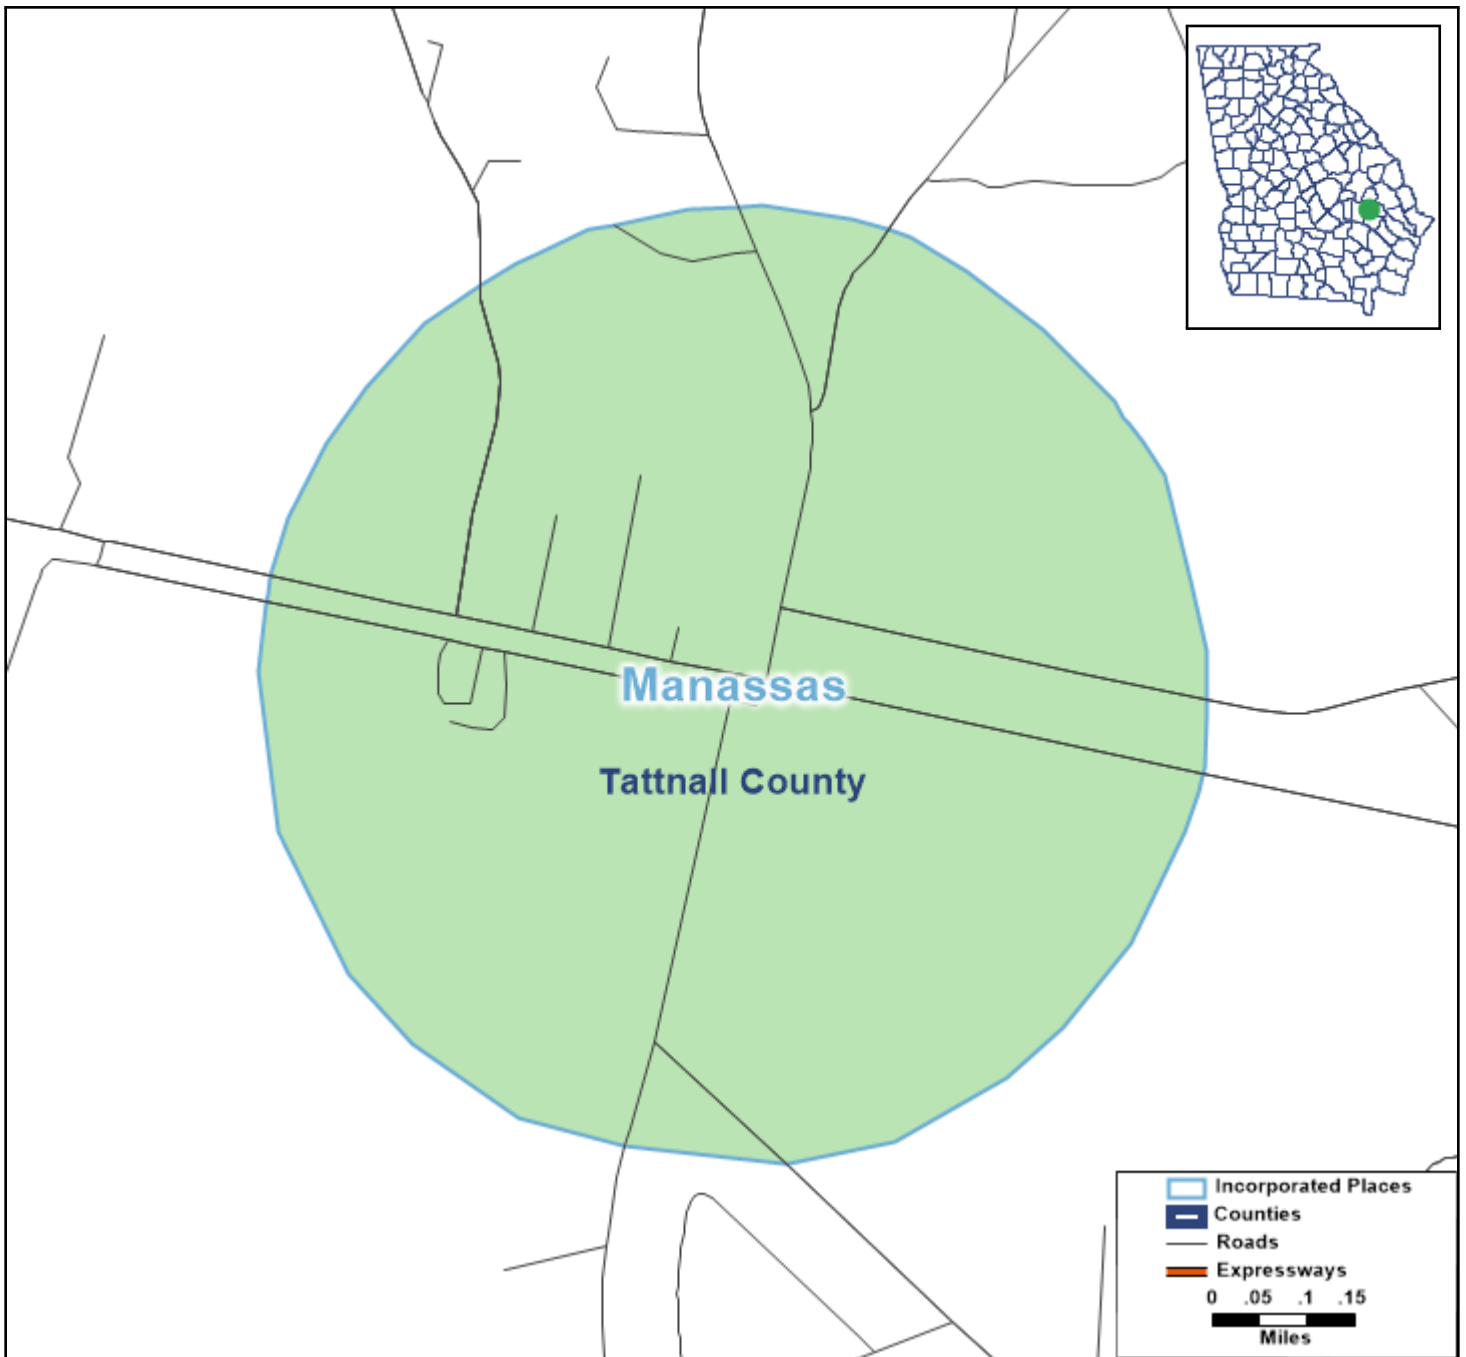 Manassas
Tattnall County
Incorporated Places
Counties
Roads
Expressways
0 .05 .1 .15
Miles